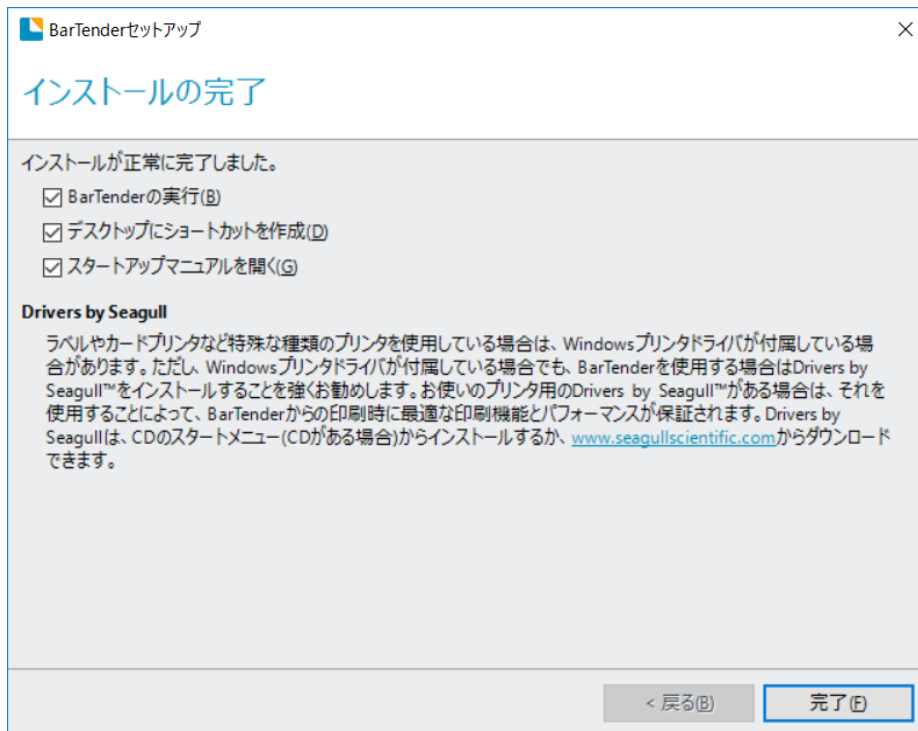 BarTenderセットアップ
インストールの完了
インストールが正常に完了しました。
BarTenderの実行(B)
デスクトップにショートカットを作成(D)
スタートアップマニュアルを開く(G)
Drivers by Seagull
ラベルやカードプリンタなど特殊な種類のプリンタを使用している場合は、Windowsプリンタドライバが付属している場
合があります。ただし、Windowsプリンタドライバが付属している場合でも、BarTenderを使用する場合はDrivers by
Seagull™をインストールすることを強くお勧めします。お使いのプリンタ用のDrivers by Seagull™がある場合は、それを
使用することによって、BarTenderからの印刷時に最適な印刷機能とパフォーマンスが保証されます。Drivers by
Seagullは、CDのスタートメニュー(CDがある場合)からインストールするか、www.seagullscientific.comからダウンロード
できます。
< 戻る(B)
完了(F)